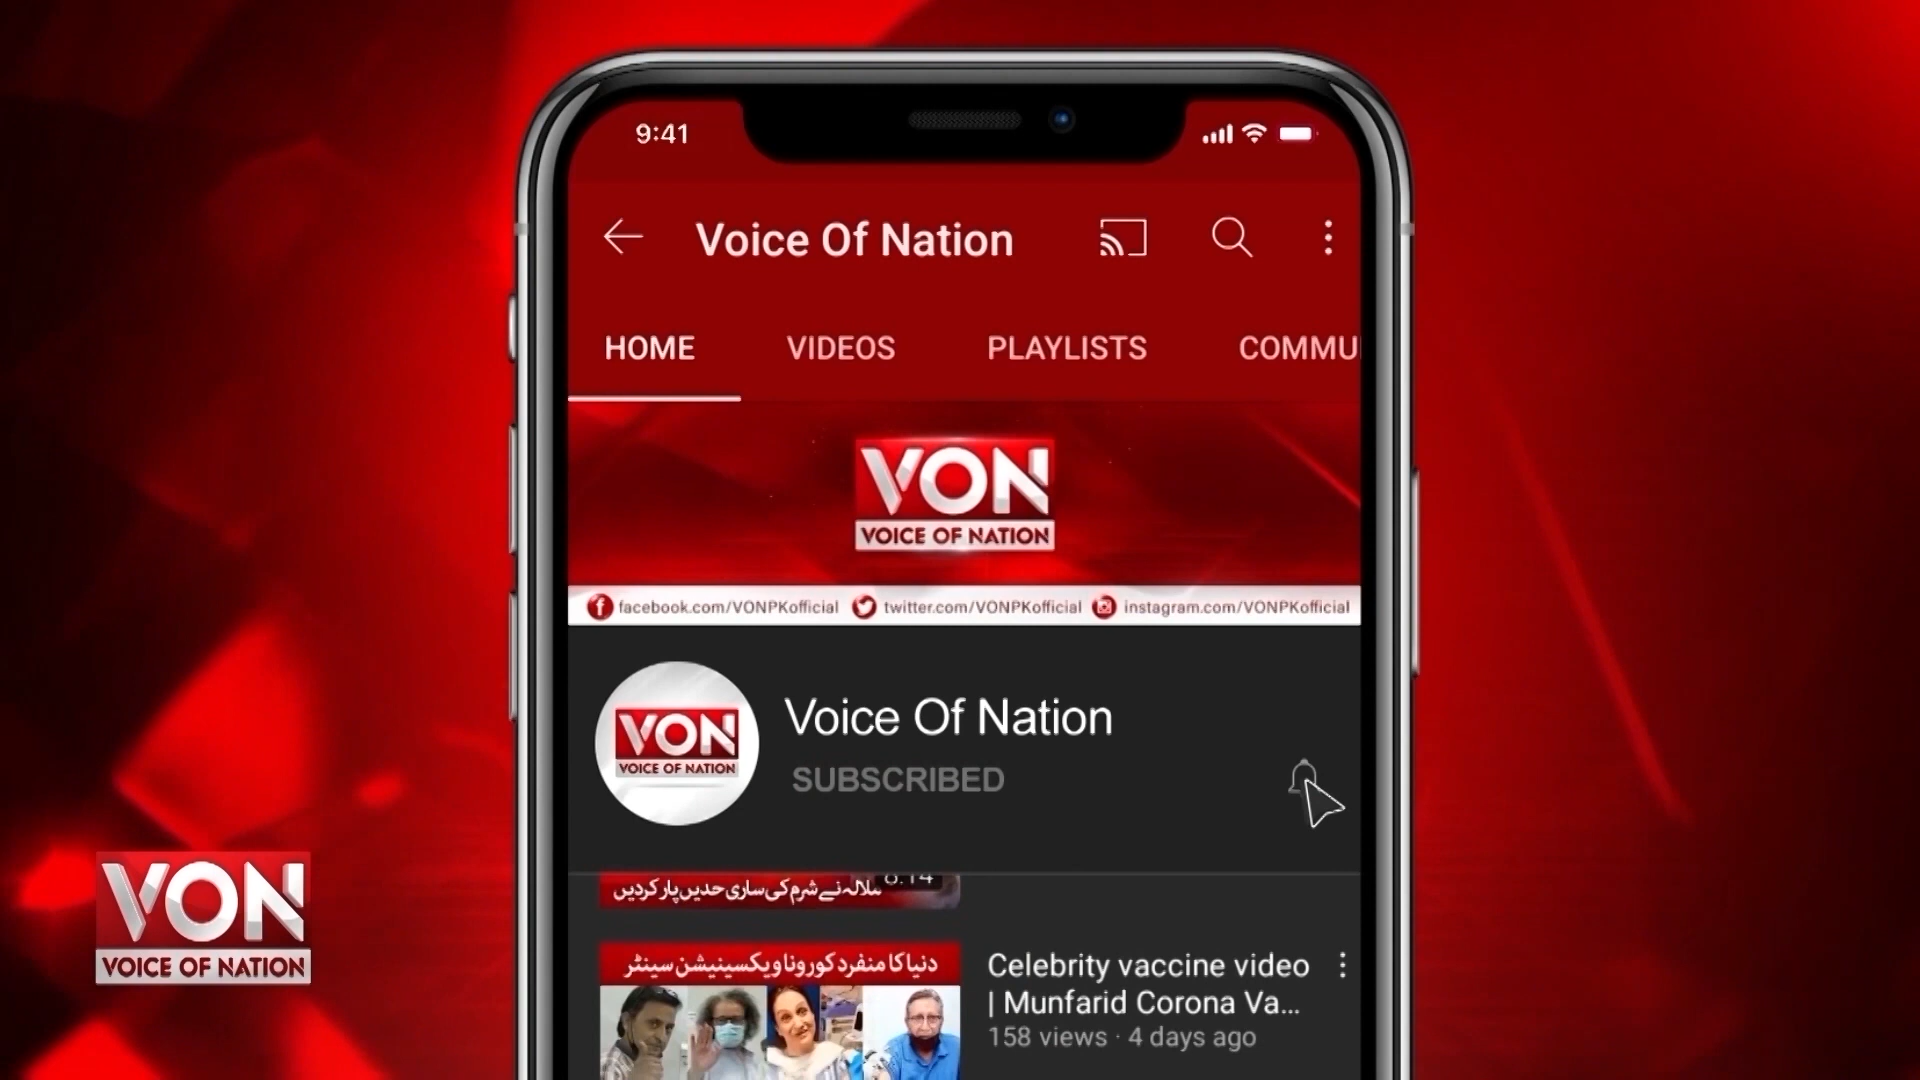 9:41
Voice Of Nation
HOME VIDEOS PLAYLISTS COMMU
VON
VOICE OF NATION
facebook.com/VONPKofficial twitter.com/VONPKofficial instagram.com/VONPKofficial
VON
VOICE OF NATION
Voice Of Nation
SUBSCRIBED
ملالہ نے شرم کی ساری حدیں پار کردیں
8:14
دنیا کا منفرد کورونا ویکسینیشن سینٹر
Celebrity vaccine video
| Munfarid Corona Va...
158 views · 4 days ago
VON
VOICE OF NATION